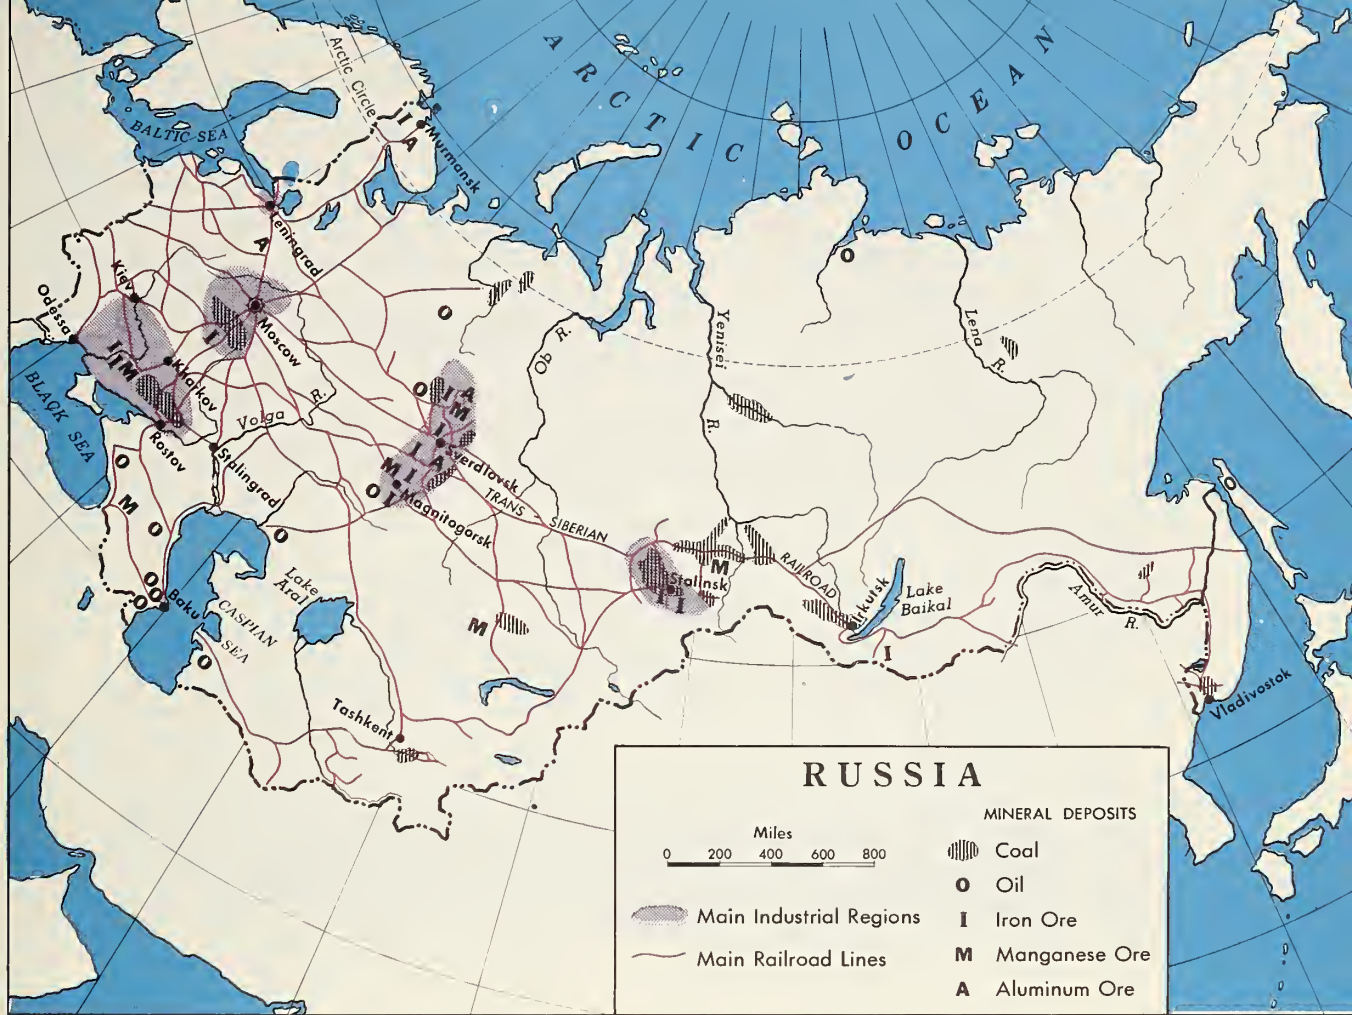 ARCTIC OCEAN
Arctic Circle
BALTIC SEA
Murmansk
Leningrad
Kiev
Odessa
Moscow
Kharkov
BLACK SEA
Volga R.
Rostov
Stalingrad
Sverdlovsk
Magnitogorsk
TRANS SIBERIAN RAILROAD
Ob R.
Yenisei R.
Lena R.
Stalinsk
Irkutsk
Lake Baikal
Amur R.
Vladivostok
Baku
CASPIAN SEA
Lake Aral
Tashkent
I
A
A
O
O
I
I
I
M
O
I
A
M
I
I
A
M
I
O
I
O
M
O
O
O
O
O
O
M
M
I
I
I
O
RUSSIA
Miles
0 200 400 600 800
Main Industrial Regions
Main Railroad Lines
MINERAL DEPOSITS
Coal
O Oil
I Iron Ore
M Manganese Ore
A Aluminum Ore